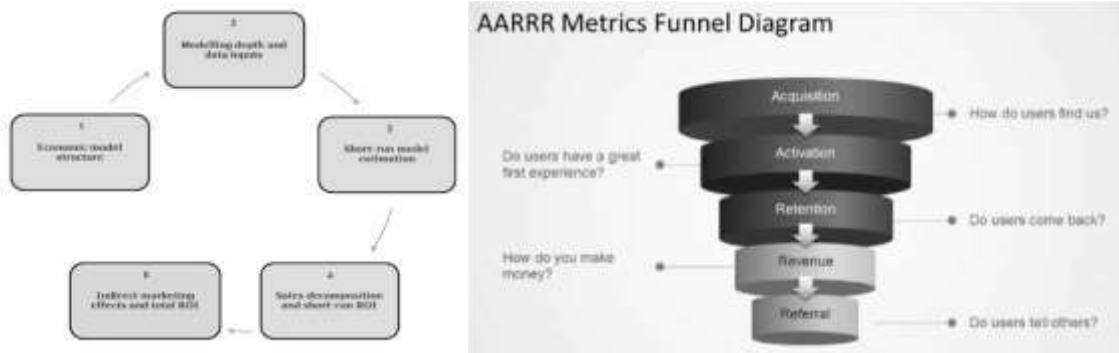 2
Modelling depth and
data inputs
1
Economic model
structure
3
Short-run model
estimation
5
Indirect marketing
effects and total ROI
4
Sales decomposition
and short-run ROI
AARRR Metrics Funnel Diagram
Acquisition
How do users find us?
Do users have a great
first experience?
Activation
Retention
Do users come back?
How do you make
money?
Revenue
Referral
Do users tell others?